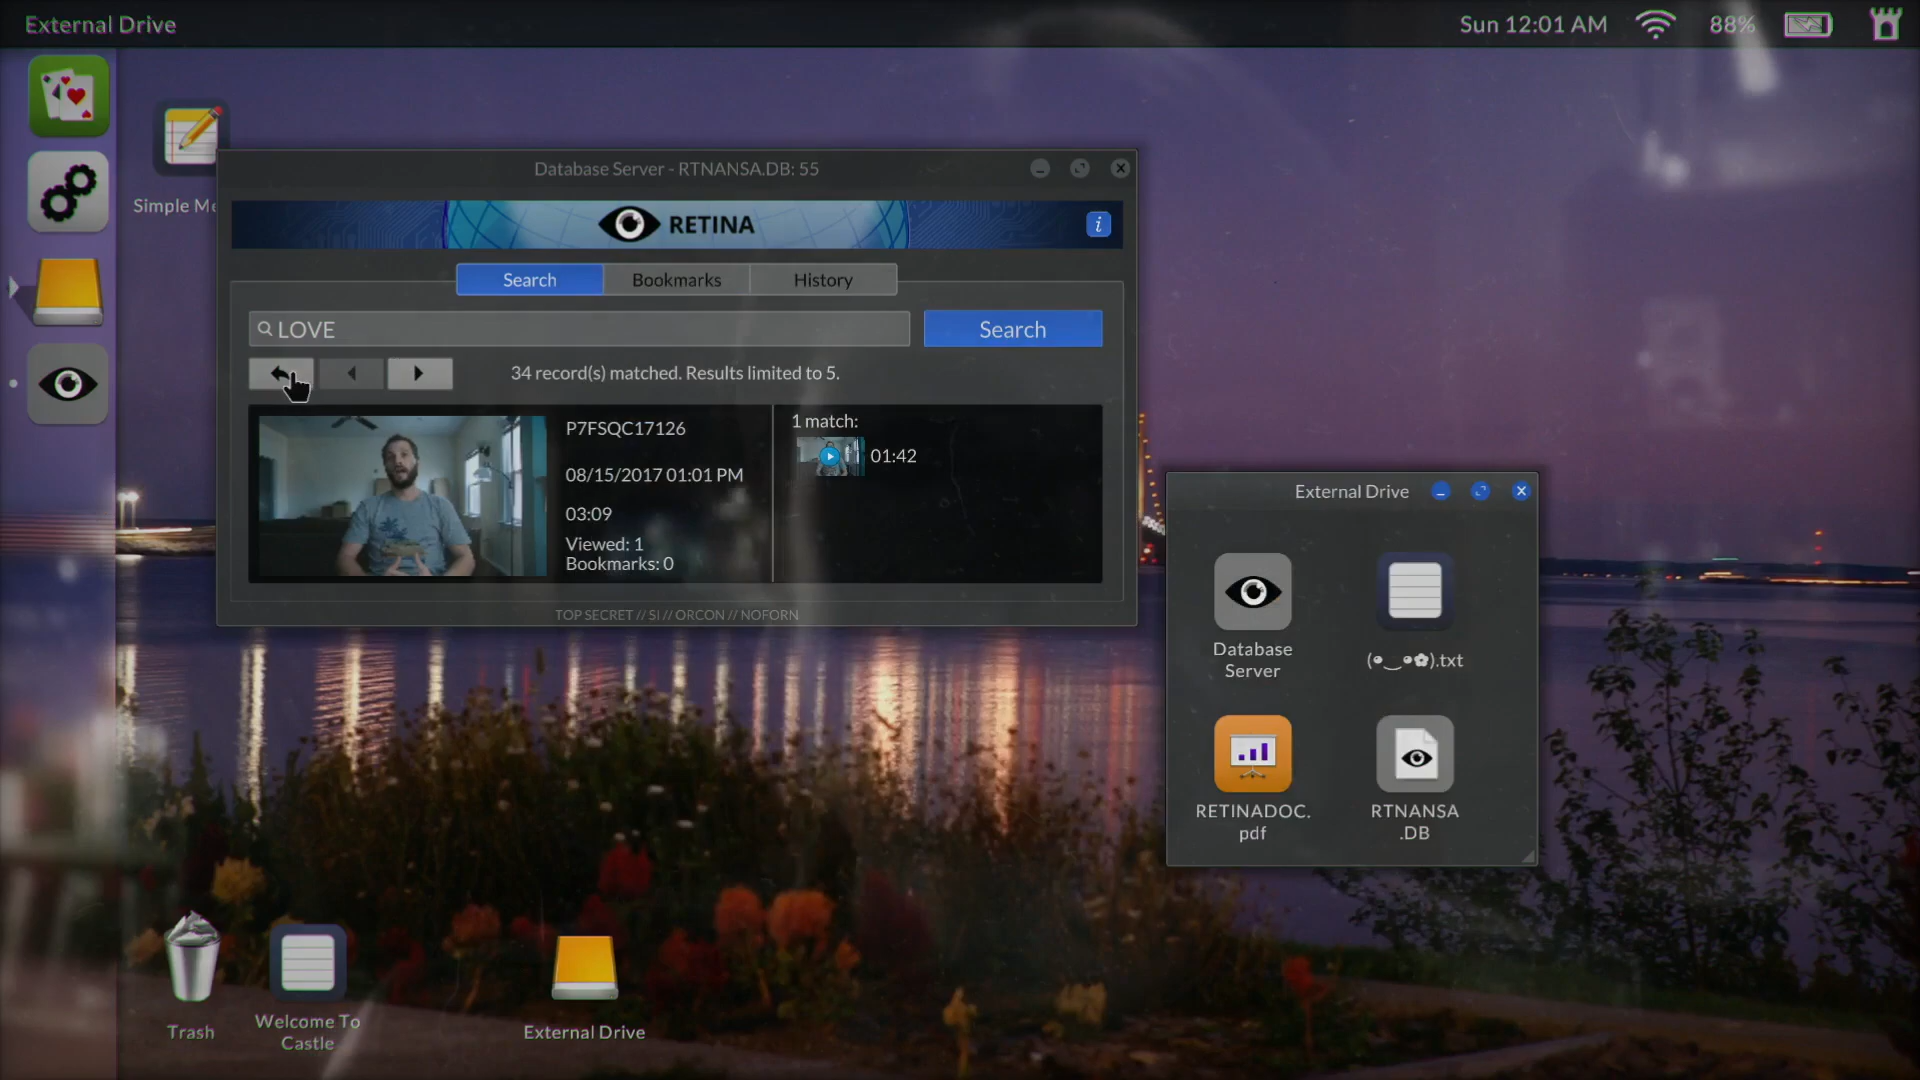 External Drive
Sun 12:01 AM
88%
Simple Me
Database Server - RTNANSA.DB: 55
RETINA
i
Search
Bookmarks
History
LOVE
Search
34 record(s) matched. Results limited to 5.
P7FSQC17126
08/15/2017 01:01 PM
03:09
Viewed: 1
Bookmarks: 0
1 match:
01:42
TOP SECRET // SI // ORCON // NOFORN
External Drive
Database
Server
(•‿•✿).txt
RETINADOC.
pdf
RTNANSA
.DB
Trash
Welcome To
Castle
External Drive